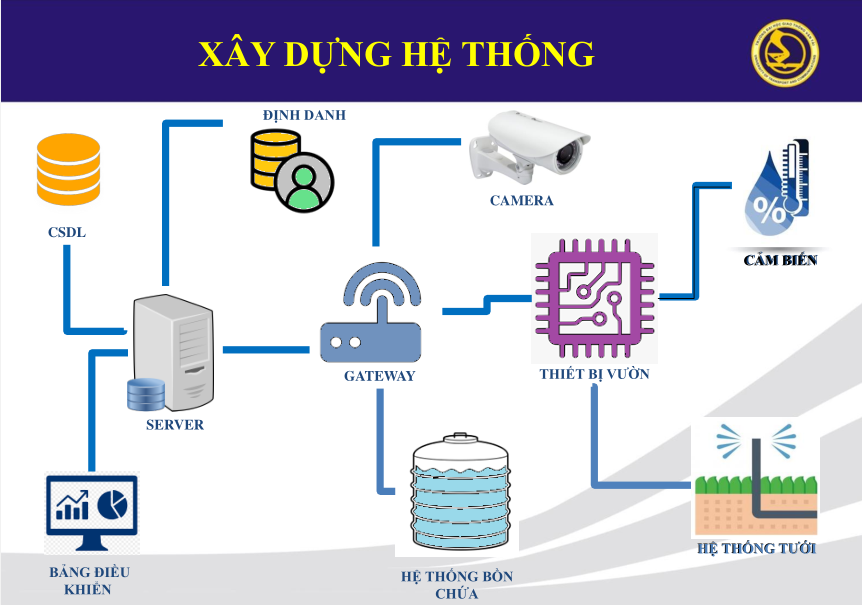 XÂY DỰNG HỆ THỐNG
ĐỊNH DANH
CAMERA
CSDL
%
CẢM BIẾN
GATEWAY
THIẾT BỊ VƯỜN
SERVER
HỆ THỐNG TƯỚI
BẢNG ĐIỀU
KHIỂN
HỆ THỐNG BỒN
CHỨA